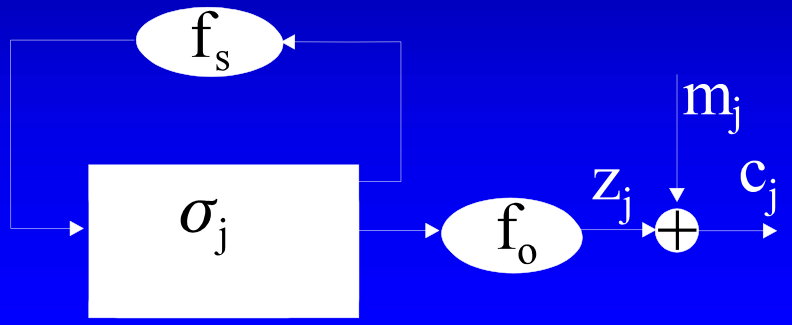 fₛ
mⱼ
σⱼ
zⱼ
cⱼ
fₒ
+